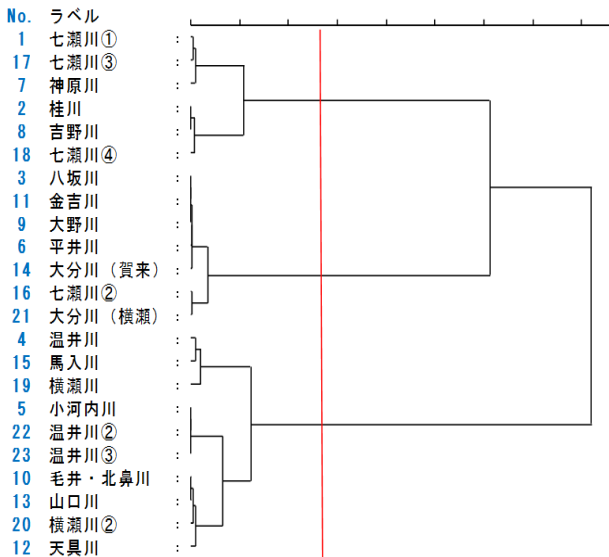 No. ラベル
1 七瀬川① :
17 七瀬川③ :
7 神原川 :
2 桂川 :
8 吉野川 :
18 七瀬川④ :
3 八坂川 :
11 金吉川 :
9 大野川 :
6 平井川 :
14 大分川（賀来） :
16 七瀬川② :
21 大分川（横瀬） :
4 温井川 :
15 馬入川 :
19 横瀬川 :
5 小河内川 :
22 温井川② :
23 温井川③ :
10 毛井・北鼻川 :
13 山口川 :
20 横瀬川② :
12 天具川 :